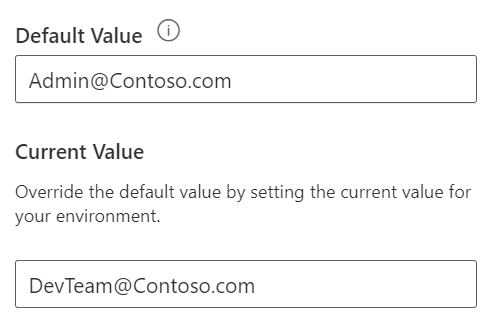 Default Value
Admin@Contoso.com
Current Value
Override the default value by setting the current value for
your environment.
DevTeam@Contoso.com